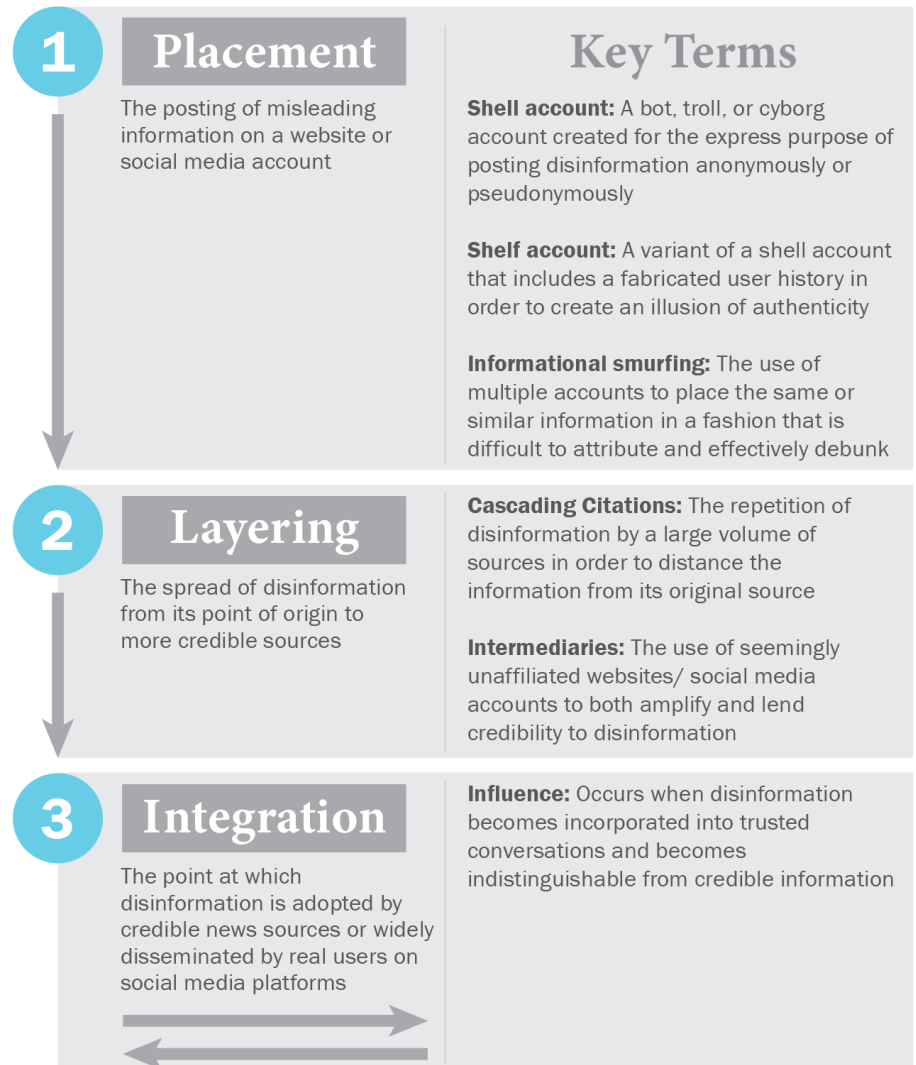 1
Placement
The posting of misleading
information on a website or
social media account
Key Terms
Shell account: A bot, troll, or cyborg
account created for the express purpose of
posting disinformation anonymously or
pseudonymously
Shelf account: A variant of a shell account
that includes a fabricated user history in
order to create an illusion of authenticity
Informational smurfing: The use of
multiple accounts to place the same or
similar information in a fashion that is
difficult to attribute and effectively debunk
2
Layering
The spread of disinformation
from its point of origin to
more credible sources
Cascading Citations: The repetition of
disinformation by a large volume of
sources in order to distance the
information from its original source
Intermediaries: The use of seemingly
unaffiliated websites/ social media
accounts to both amplify and lend
credibility to disinformation
3
Integration
The point at which
disinformation is adopted by
credible news sources or widely
disseminated by real users on
social media platforms
Influence: Occurs when disinformation
becomes incorporated into trusted
conversations and becomes
indistinguishable from credible information